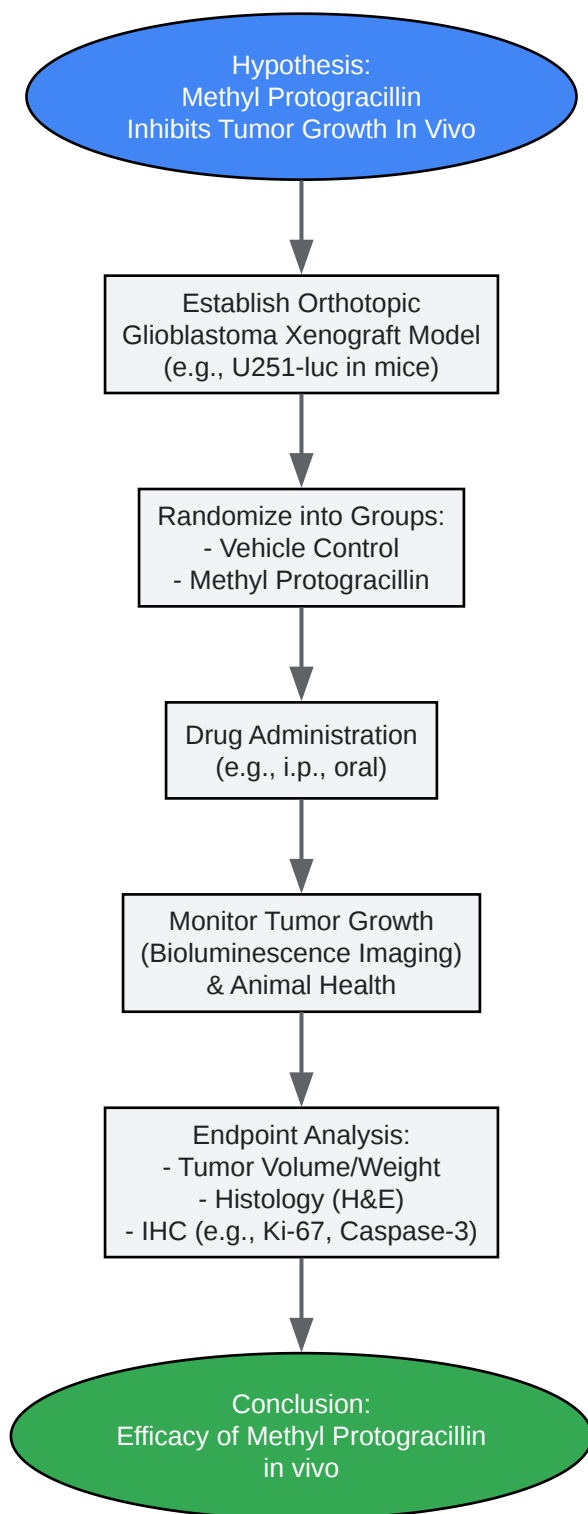 Hypothesis:
Methyl Protogracillin
Inhibits Tumor Growth In Vivo
Establish Orthotopic
Glioblastoma Xenograft Model
(e.g., U251-luc in mice)
Randomize into Groups:
- Vehicle Control
- Methyl Protogracillin
Drug Administration
(e.g., i.p., oral)
Monitor Tumor Growth
(Bioluminescence Imaging)
& Animal Health
Endpoint Analysis:
- Tumor Volume/Weight
- Histology (H&E)
- IHC (e.g., Ki-67, Caspase-3)
Conclusion:
Efficacy of Methyl Protogracillin
in vivo